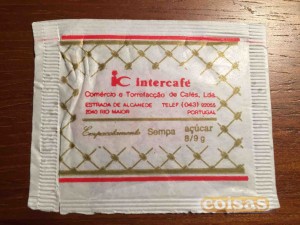 ic intercafé
Comércio e Torrefacção de Cafés, Lda.
ESTRADA DE ALCAMEDE TELEF. (043) 92055
2040 RIO MAIOR PORTUGAL
Empacotamento Sempa açúcar
8/9 g
coisas